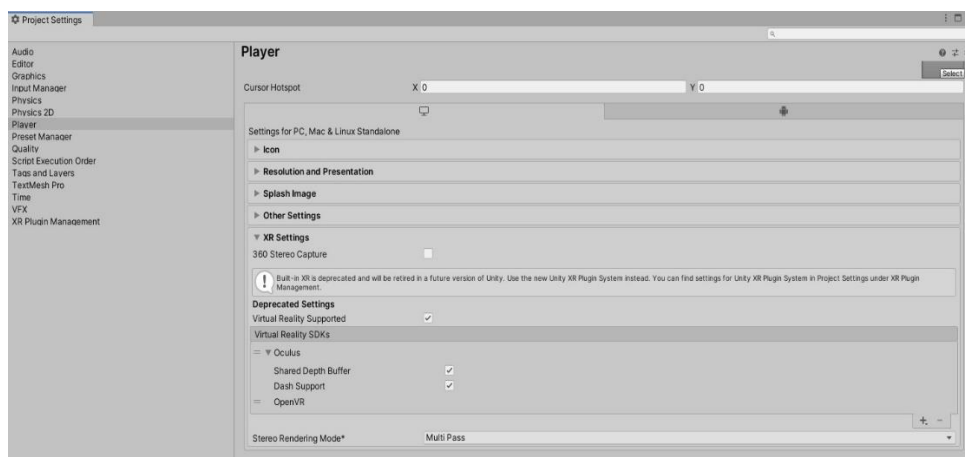 Project Settings
Audio
Editor
Graphics
Input Manager
Physics
Physics 2D
Player
Preset Manager
Quality
Script Execution Order
Tags and Layers
TextMesh Pro
Time
VFX
XR Plugin Management
Player
Select
Cursor Hotspot X 0 Y 0
Settings for PC, Mac & Linux Standalone
Icon
Resolution and Presentation
Splash Image
Other Settings
XR Settings
360 Stereo Capture
Built-in XR is deprecated and will be retired in a future version of Unity. Use the new Unity XR Plugin System instead. You can find settings for Unity XR Plugin System in Project Settings under XR Plugin
Management.
Deprecated Settings
Virtual Reality Supported
Virtual Reality SDKs
Oculus
Shared Depth Buffer
Dash Support
OpenVR
Stereo Rendering Mode* Multi Pass